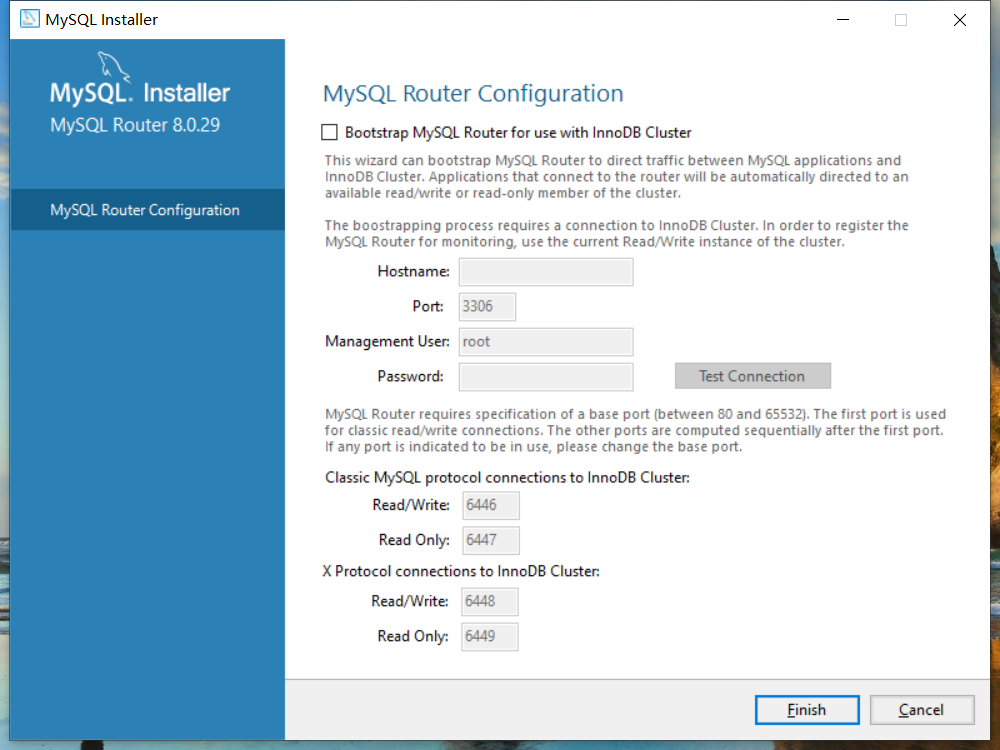 MySQL Installer
MySQL. Installer
MySQL Router 8.0.29
MySQL Router Configuration
MySQL Router Configuration
Bootstrap MySQL Router for use with InnoDB Cluster
This wizard can bootstrap MySQL Router to direct traffic between MySQL applications and
InnoDB Cluster. Applications that connect to the router will be automatically directed to an
available read/write or read-only member of the cluster.
The boostrapping process requires a connection to InnoDB Cluster. In order to register the
MySQL Router for monitoring, use the current Read/Write instance of the cluster.
Hostname:
Port: 3306
Management User: root
Password:
Test Connection
MySQL Router requires specification of a base port (between 80 and 65532). The first port is used
for classic read/write connections. The other ports are computed sequentially after the first port.
If any port is indicated to be in use, please change the base port.
Classic MySQL protocol connections to InnoDB Cluster:
Read/Write: 6446
Read Only: 6447
X Protocol connections to InnoDB Cluster:
Read/Write: 6448
Read Only: 6449
Finish Cancel